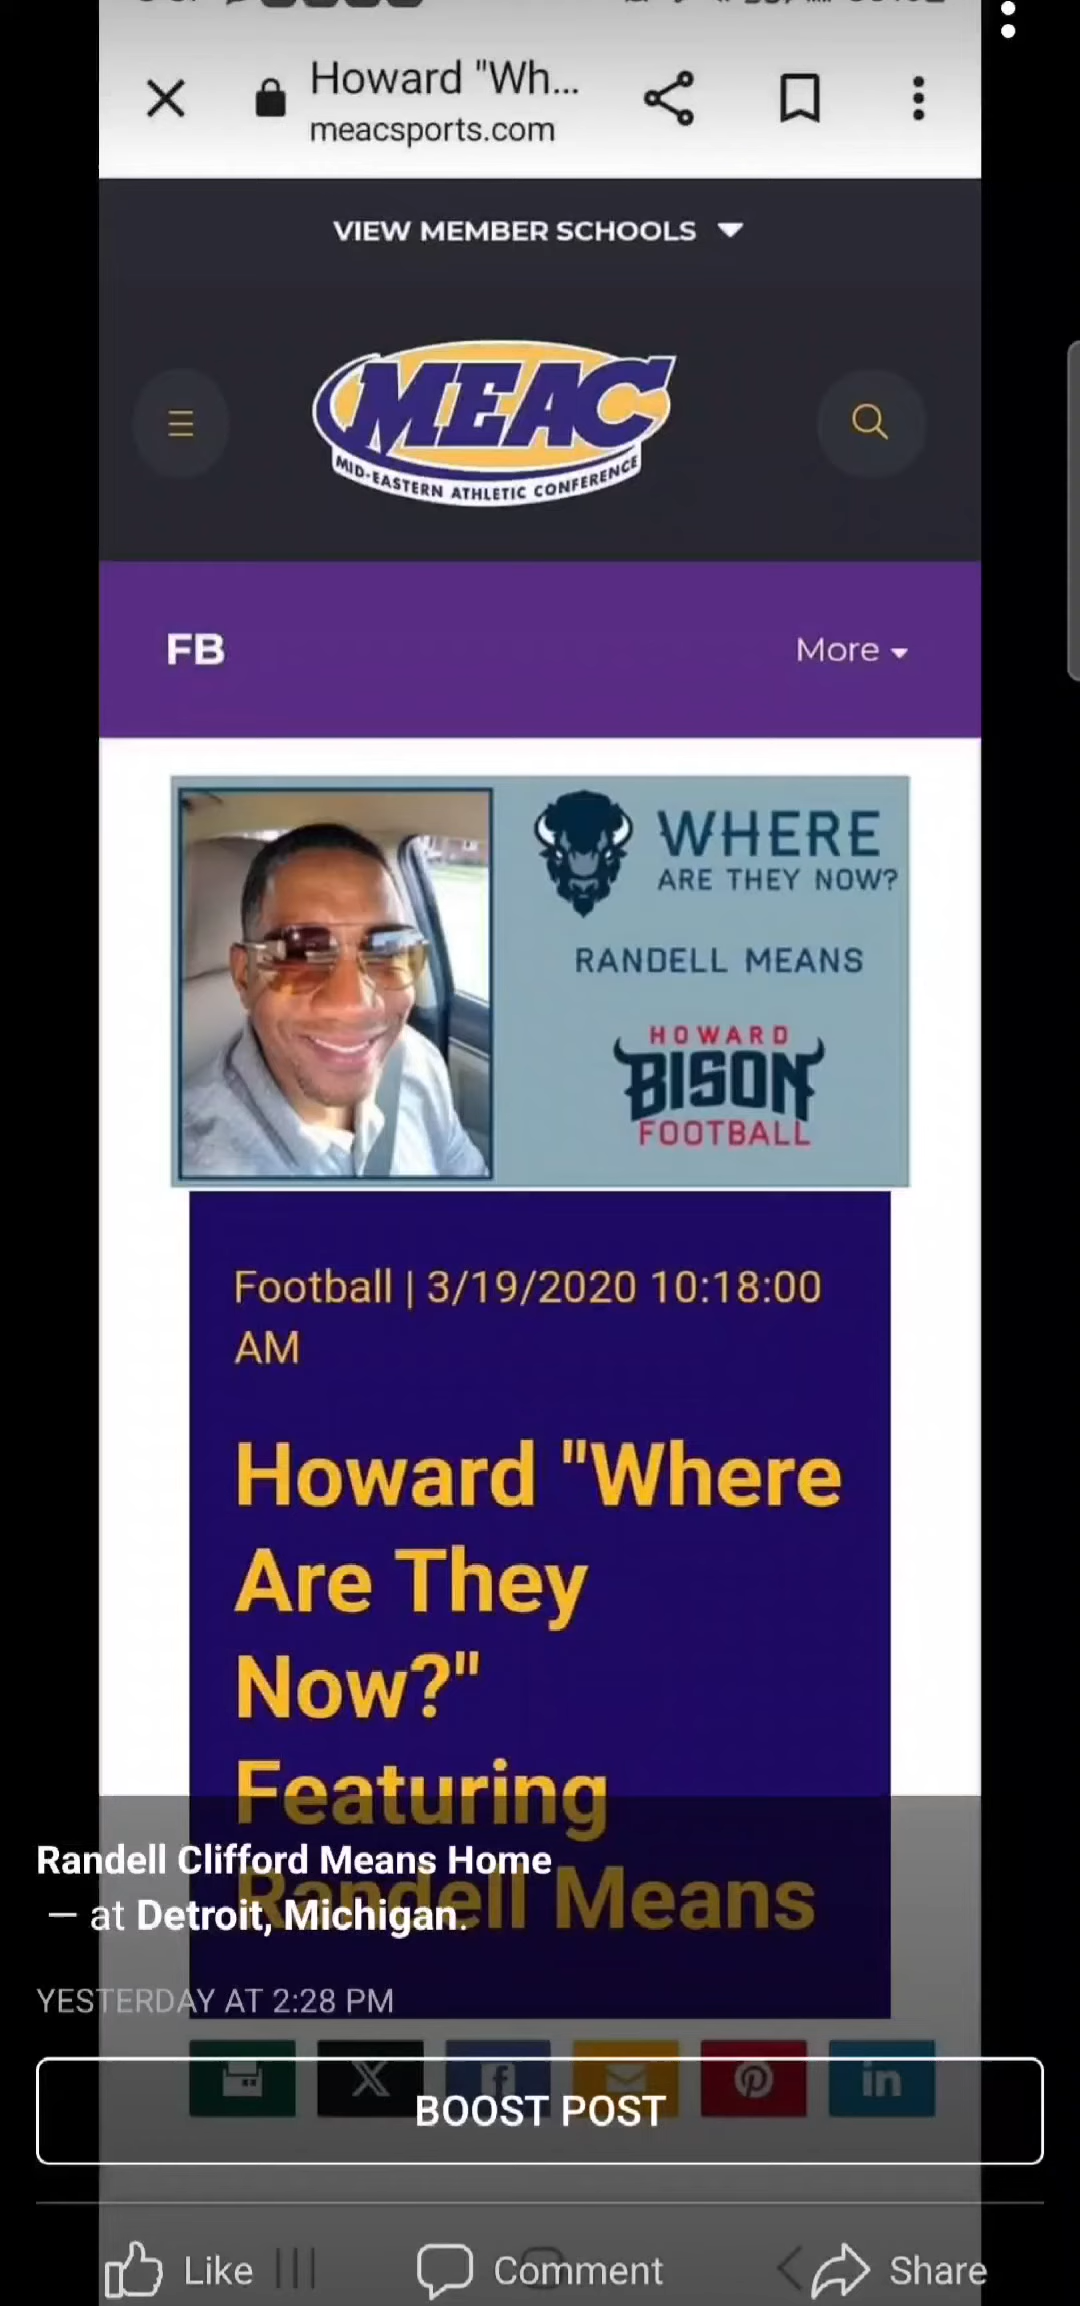 Howard "Wh...
meacsports.com
VIEW MEMBER SCHOOLS
MEAC
MID-EASTERN ATHLETIC CONFERENCE
FB
More
WHERE
ARE THEY NOW?
RANDELL MEANS
HOWARD
BISON
FOOTBALL
Football | 3/19/2020 10:18:00
AM
Howard "Where
Are They
Now?"
Featuring
Randell Means
Randell Clifford Means Home
— at Detroit, Michigan.
YESTERDAY AT 2:28 PM
BOOST POST
Like
Comment
Share